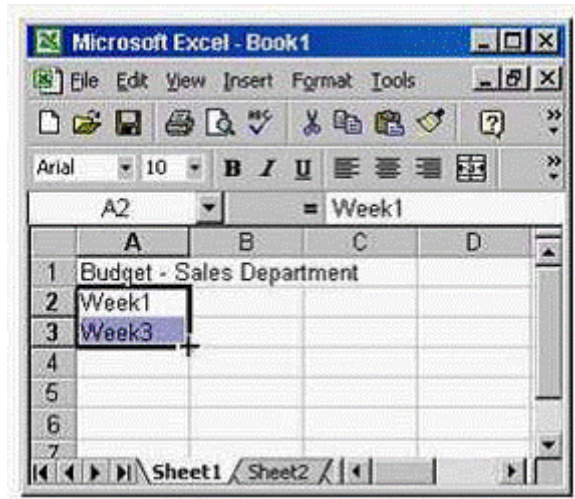 Microsoft Excel - Book1
File Edit View Insert Format Tools
ABC
Arial 10 B I U
A2 = Week1
A B C D
1 Budget - Sales Department
2 Week1
3 Week3
4
5
6
7
Sheet1 Sheet2